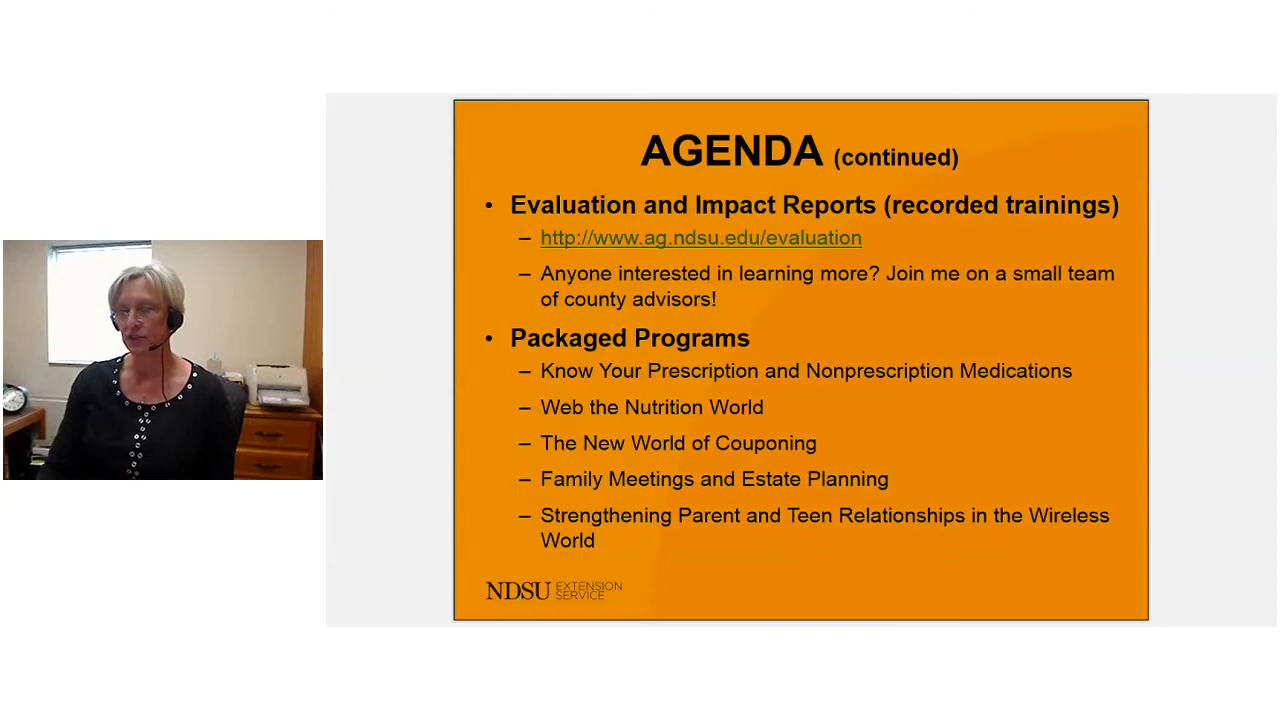 AGENDA (continued)
• Evaluation and Impact Reports (recorded trainings)
– http://www.ag.ndsu.edu/evaluation
– Anyone interested in learning more? Join me on a small team
of county advisors!
• Packaged Programs
– Know Your Prescription and Nonprescription Medications
– Web the Nutrition World
– The New World of Couponing
– Family Meetings and Estate Planning
– Strengthening Parent and Teen Relationships in the Wireless
World
NDSU EXTENSION
SERVICE